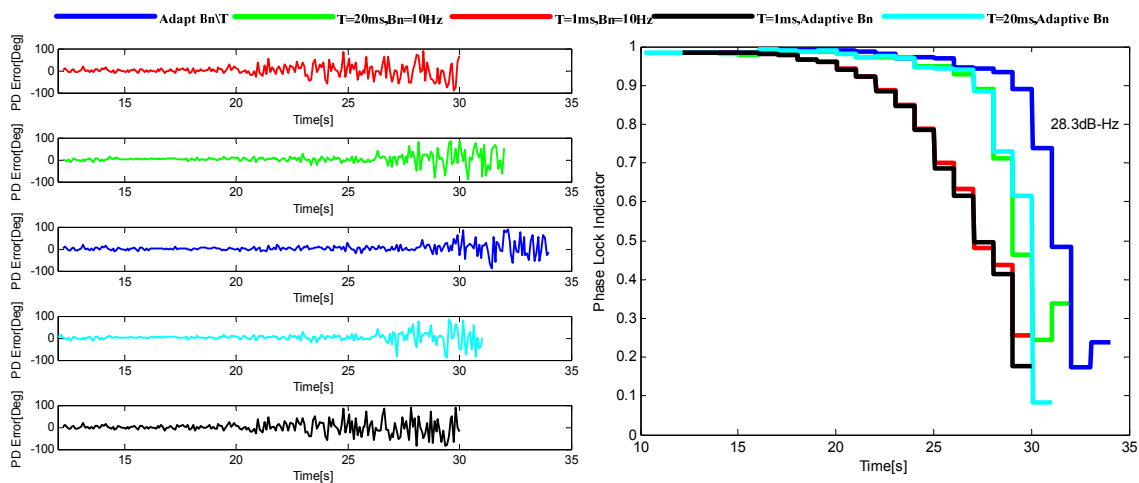 Adapt Bn\T T=20ms,Bn=10Hz T=1ms,Bn=10Hz T=1ms,Adaptive Bn T=20ms,Adaptive Bn
PD Error[Deg]
100
0
-100
15 20 25 30 35
Time[s]
PD Error[Deg]
100
0
-100
15 20 25 30 35
Time[s]
PD Error[Deg]
100
0
-100
15 20 25 30 35
Time[s]
PD Error[Deg]
100
0
-100
15 20 25 30 35
Time[s]
PD Error[Deg]
100
0
-100
15 20 25 30 35
Time[s]
Phase Lock Indicator
1
0.9
0.8
0.7
0.6
0.5
0.4
0.3
0.2
0.1
0
28.3dB-Hz
10 15 20 25 30 35
Time[s]